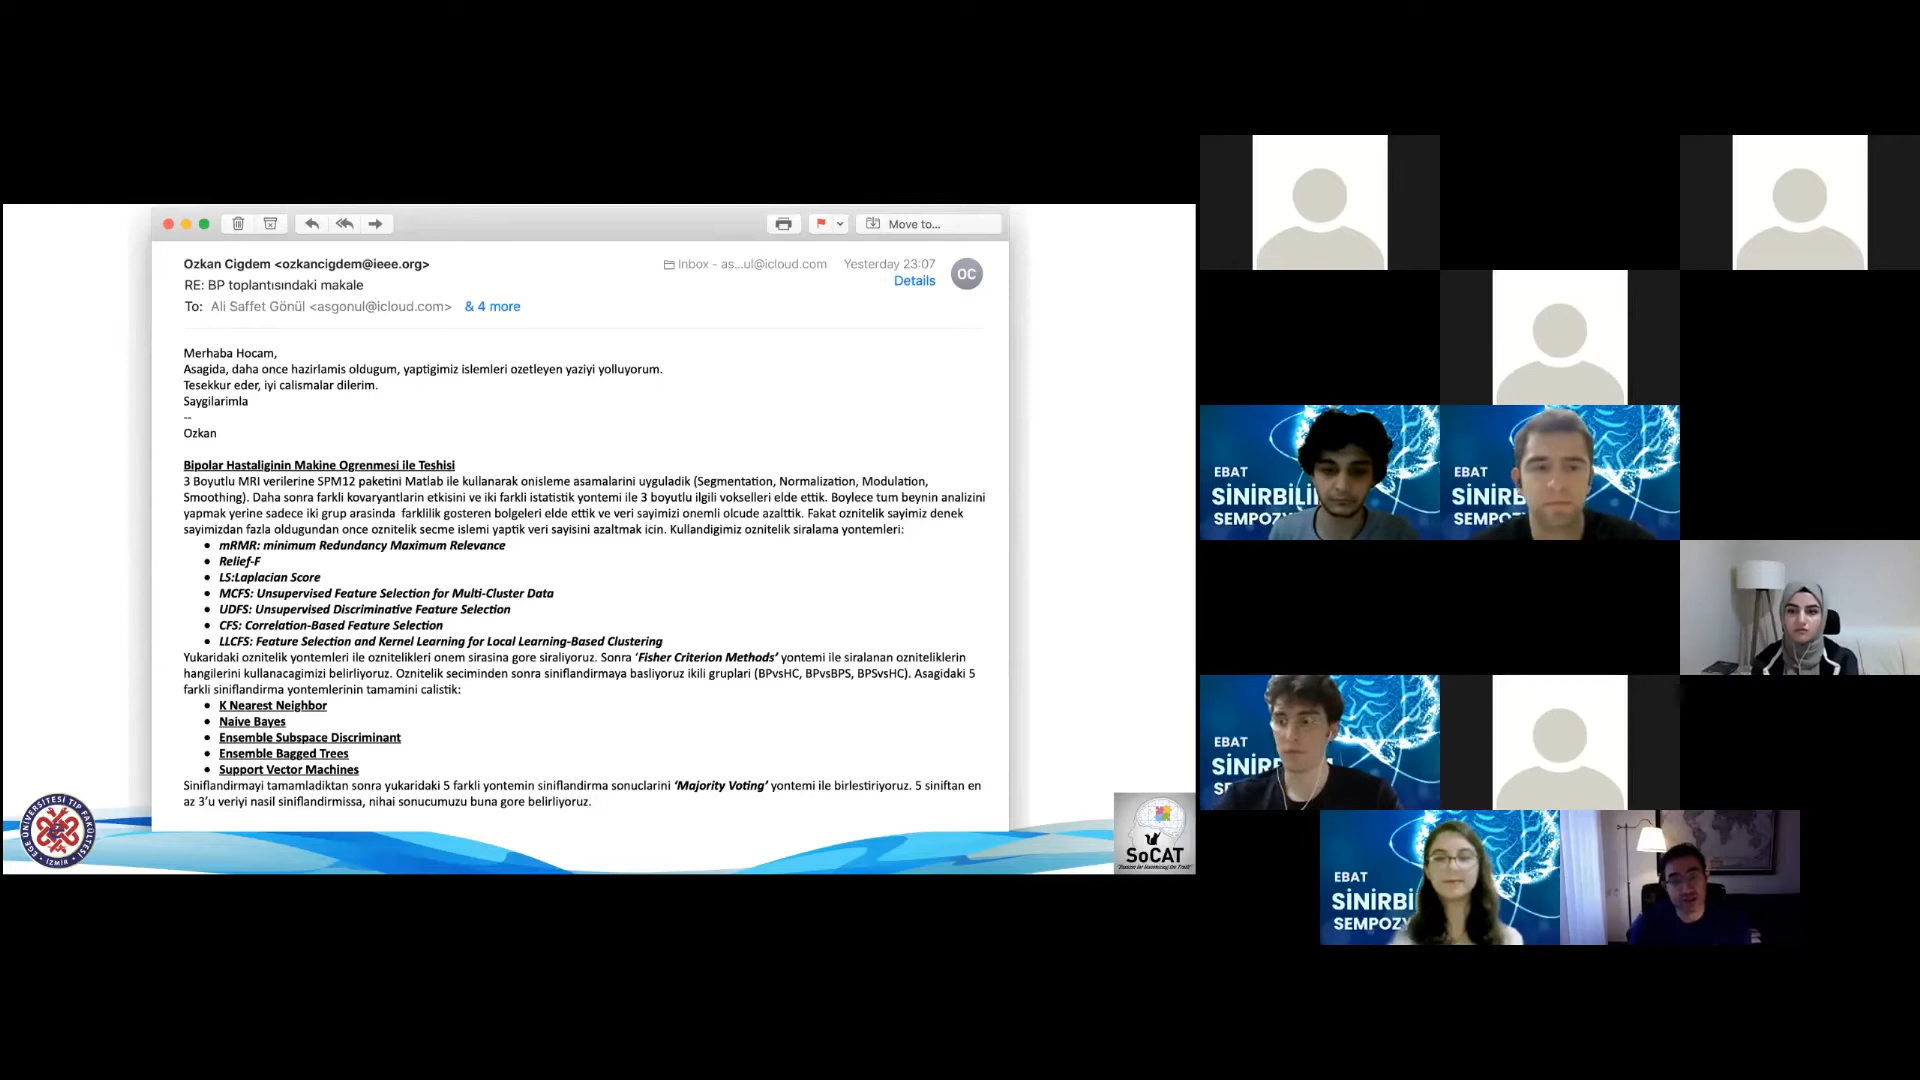 Move to...
Ozkan Cigdem <ozkancigdem@ieee.org>
Inbox - as...ul@icloud.com
Yesterday 23:07
OC
RE: BP toplantısındaki makale
Details
To: Ali Saffet Gönül <asgonul@icloud.com> & 4 more
Merhaba Hocam,
Asagida, daha once hazirlamis oldugum, yaptigimiz islemleri ozetleyen yaziyi yolluyorum.
Tesekkur eder, iyi calismalar dilerim.
Saygilarimla
--
Ozkan
Bipolar Hastaliginin Makine Ogrenmesi ile Teshisi
3 Boyutlu MRI verilerine SPM12 paketini Matlab ile kullanarak onisleme asamalarini uyguladik (Segmentation, Normalization, Modulation,
Smoothing). Daha sonra farkli kovaryantlarin etkisini ve iki farkli istatistik yontemi ile 3 boyutlu ilgili vokselleri elde ettik. Boylece tum beynin analizini
yapmak yerine sadece iki grup arasinda farklilik gosteren bolgeleri elde ettik ve veri sayimizi onemli olcude azalttik. Fakat oznitelik sayimiz denek
sayimizdan fazla oldugundan once oznitelik secme islemi yaptik veri sayisini azaltmak icin. Kullandigimiz oznitelik siralama yontemleri:
• mRMR: minimum Redundancy Maximum Relevance
• Relief-F
• LS:Laplacian Score
• MCFS: Unsupervised Feature Selection for Multi-Cluster Data
• UDFS: Unsupervised Discriminative Feature Selection
• CFS: Correlation-Based Feature Selection
• LLCFS: Feature Selection and Kernel Learning for Local Learning-Based Clustering
Yukaridaki oznitelik yontemleri ile oznitelikleri onem sirasina gore siraliyoruz. Sonra ‘Fisher Criterion Methods’ yontemi ile siralanan ozniteliklerin
hangilerini kullanacagimizi belirliyoruz. Oznitelik seciminden sonra siniflandirmaya basliyoruz ikili gruplari (BPvsHC, BPvsBPS, BPSvsHC). Asagidaki 5
farkli siniflandirma yontemlerinin tamamini calistik:
• K Nearest Neighbor
• Naive Bayes
• Ensemble Subspace Discriminant
• Ensemble Bagged Trees
• Support Vector Machines
Siniflandirmayi tamamladiktan sonra yukaridaki 5 farkli yontemin siniflandirma sonuclarini ‘Majority Voting’ yontemi ile birlestiriyoruz. 5 siniftan en
az 3’u veriyi nasil siniflandirmissa, nihai sonucumuzu buna gore belirliyoruz.
EGE ÜNİVERSİTESİ TIP FAKÜLTESİ
İZMİR
SoCAT
EBAT
SİNİRBİLİ
SEMPOZY
EBAT
SİNİRB
SEMPOZ
EBAT
SİNİRB
EBAT
SİNİRBİ
SEMPOZY